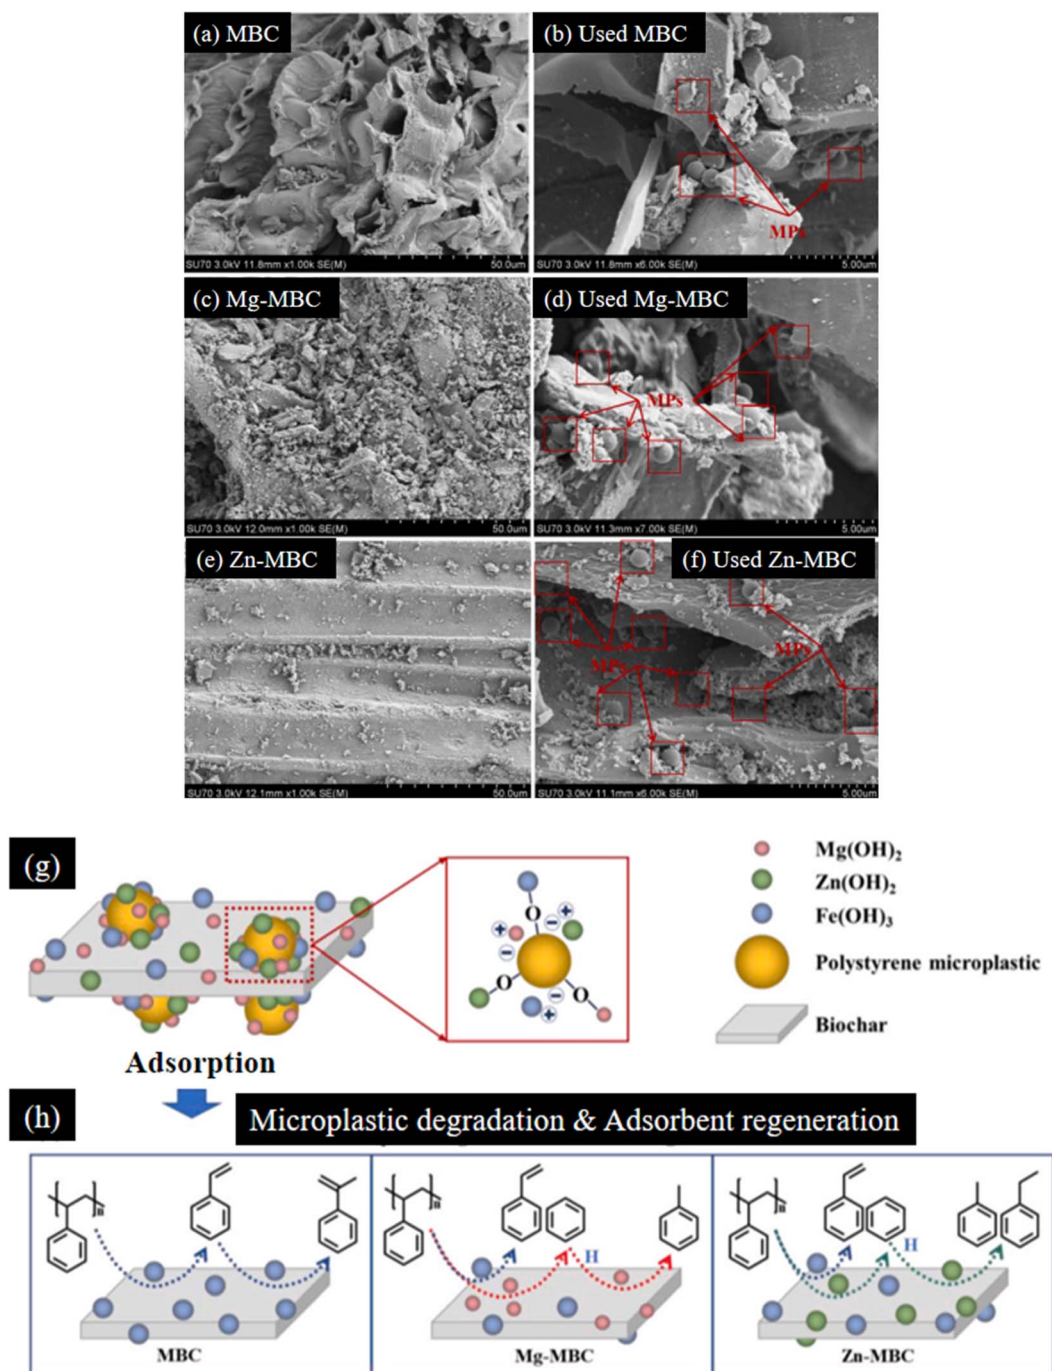 (a) MBC
(b) Used MBC
MPs
SU70 3.0kV 11.8mm x1.00k SE(M)
50.0um
SU70 3.0kV 11.8mm x6.00k SE(M)
5.00um
(c) Mg-MBC
(d) Used Mg-MBC
MPs
SU70 3.0kV 12.0mm x1.00k SE(M)
50.0um
SU70 3.0kV 11.3mm x7.00k SE(M)
5.00um
(e) Zn-MBC
(f) Used Zn-MBC
MPs
MPs
SU70 3.0kV 12.1mm x1.00k SE(M)
50.0um
SU70 3.0kV 11.1mm x6.00k SE(M)
5.00um
(g)
O
O
O
Mg(OH)₂
Zn(OH)₂
Fe(OH)₃
Polystyrene microplastic
Biochar
Adsorption
(h)
Microplastic degradation & Adsorbent regeneration
n
n
n
H
H
MBC
Mg-MBC
Zn-MBC